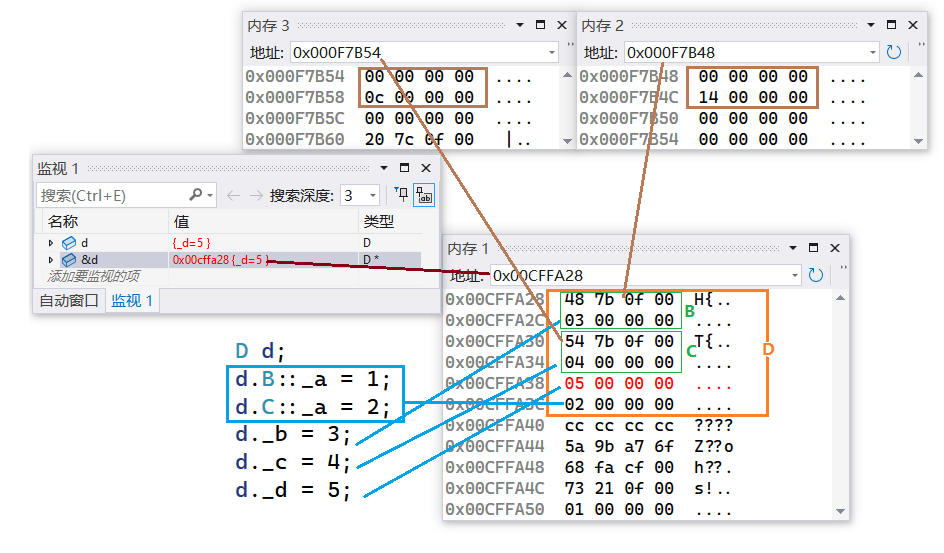 内存 3
地址: 0x000F7B54
0x000F7B54 00 00 00 00 ....
0x000F7B58 0c 00 00 00 ....
0x000F7B5C 00 00 00 00 ....
0x000F7B60 20 7c 0f 00 |..
内存 2
地址: 0x000F7B48
0x000F7B48 00 00 00 00 ....
0x000F7B4C 14 00 00 00 ....
0x000F7B50 00 00 00 00 ....
0x000F7B54 00 00 00 00 ....
监视 1
搜索(Ctrl+E) 搜索深度: 3
名称 值 类型
d {_d=5 } D
&d 0x00cffa28 {_d=5 } D *
添加要监视的项
自动窗口 监视 1
内存 1
地址: 0x00CFFA28
0x00CFFA28 48 7b 0f 00 H{..
0x00CFFA2C 03 00 00 00 ....
B
0x00CFFA30 54 7b 0f 00 T{..
0x00CFFA34 04 00 00 00 ....
C
D
0x00CFFA38 05 00 00 00 ....
0x00CFFA3C 02 00 00 00 ....
0x00CFFA40 cc cc cc cc ????
0x00CFFA44 5a 9b a7 6f Z??o
0x00CFFA48 68 fa cf 00 h??.
0x00CFFA4C 73 21 0f 00 s!..
0x00CFFA50 01 00 00 00 ....
D d;
d.B::_a = 1;
d.C::_a = 2;
d._b = 3;
d._c = 4;
d._d = 5;